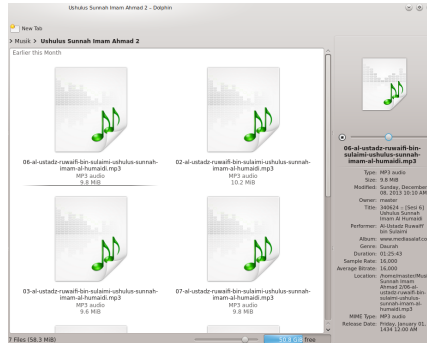 Ushulus Sunnah Imam Ahmad 2 – Dolphin
New Tab
> Musik > Ushulus Sunnah Imam Ahmad 2
Earlier this Month
06-al-ustadz-ruwaifi-bin-sulaimi-ushulus-sunnah-
imam-al-humaidi.mp3
MP3 audio
9.8 MiB
02-al-ustadz-ruwaifi-bin-sulaimi-ushulus-sunnah-
imam-al-humaidi.mp3
MP3 audio
10.2 MiB
03-al-ustadz-ruwaifi-bin-sulaimi-ushulus-sunnah-
imam-al-humaidi.mp3
MP3 audio
9.6 MiB
07-al-ustadz-ruwaifi-bin-sulaimi-ushulus-sunnah-
imam-al-humaidi.mp3
MP3 audio
9.8 MiB
7 Files (58.3 MiB)
free
06-al-ustadz-ruwaifi-bin-
sulaimi-ushulus-sunnah-
imam-al-humaidi.mp3
Type: MP3 audio
Size: 9.8 MiB
Modified: Sunday, December
08, 2013 10:10 AM
Owner: master
Title: 340624 – [Sesi 6]
Ushulus Sunnah
Imam Al Humaidi
Performer: Al-Ustadz Ruwaifi
bin Sulaimi
Album: www.mediasalaf.co
Genre: Daurah
Duration: 01:25:43
Sample Rate: 16,000
Average Bitrate: 16,000
Location: /home/master/Mus
Sunnah Imam
Ahmad 2/06-al-
ustadz-ruwaifi-bin-
sulaimi-ushulus-
sunnah-imam-al-
humaidi.mp3
MIME Type: MP3 audio
Release Date: Friday, January 01,
1434 12:00 AM